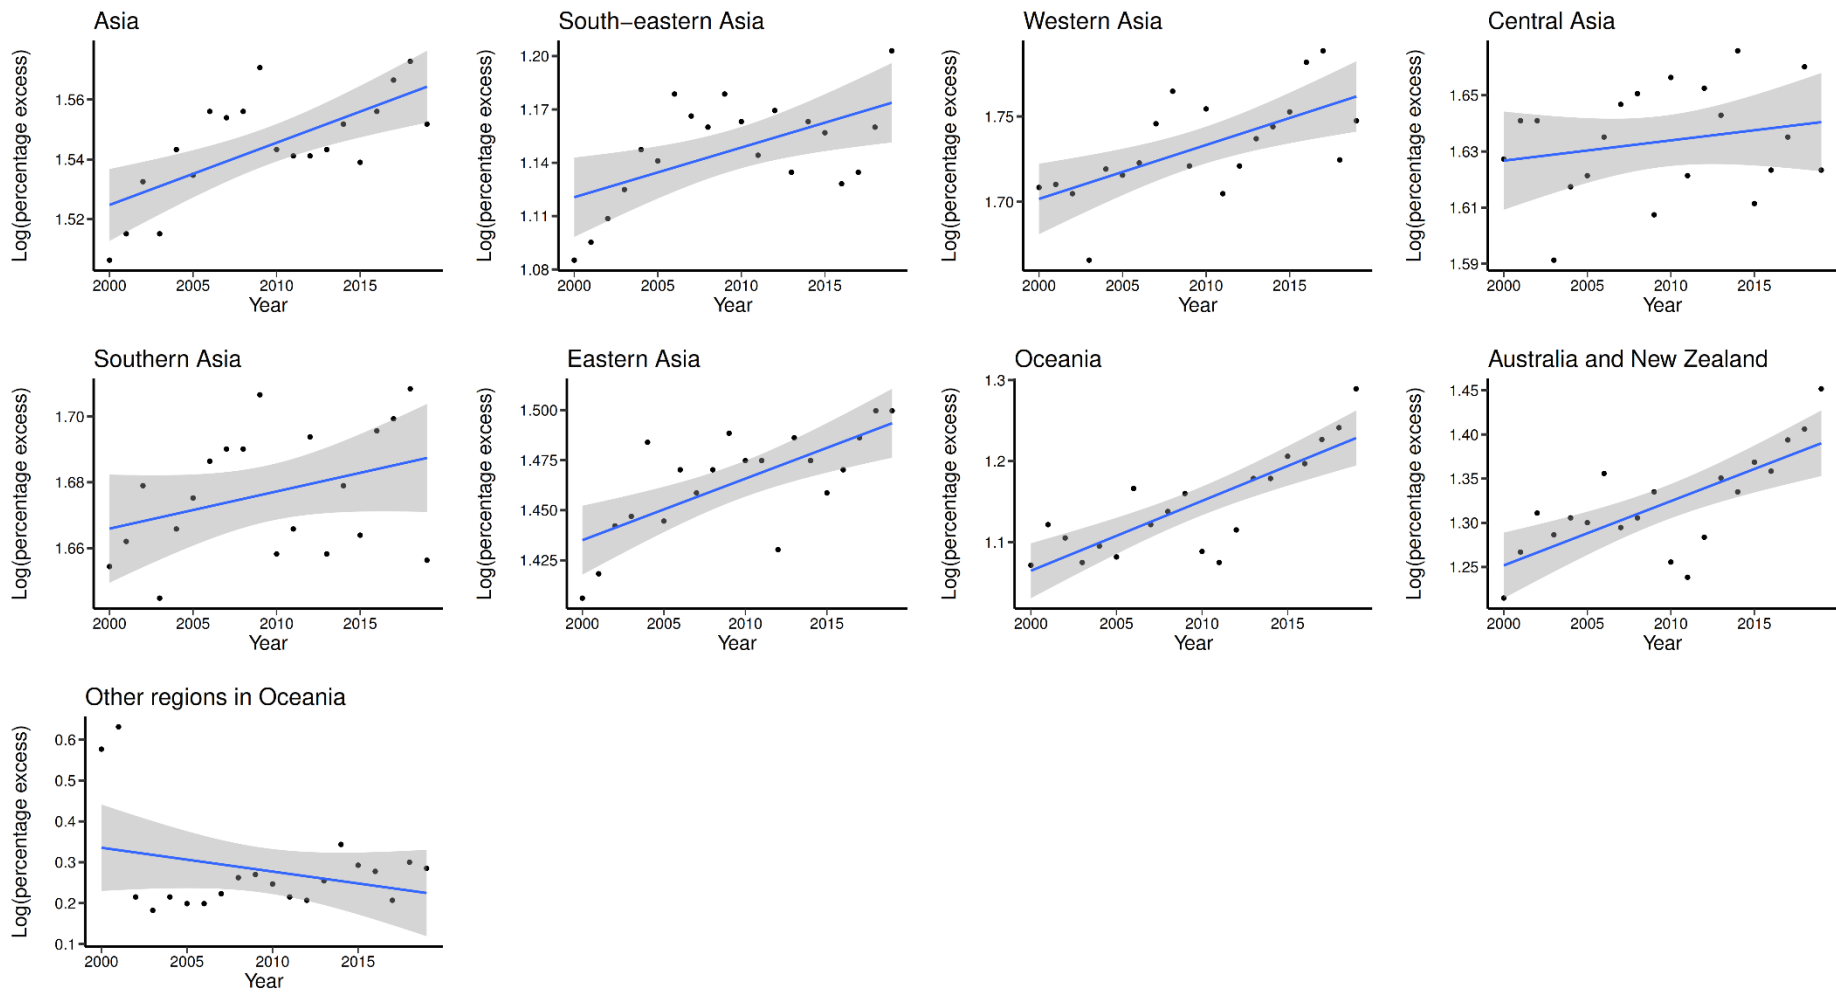 Asia
Log(percentage excess)
1.56
1.54
1.52
2000 2005 2010 2015
Year
South−eastern Asia
Log(percentage excess)
1.20
1.17
1.14
1.11
1.08
2000 2005 2010 2015
Year
Western Asia
Log(percentage excess)
1.75
1.70
2000 2005 2010 2015
Year
Central Asia
Log(percentage excess)
1.65
1.63
1.61
1.59
2000 2005 2010 2015
Year
Southern Asia
Log(percentage excess)
1.70
1.68
1.66
2000 2005 2010 2015
Year
Eastern Asia
Log(percentage excess)
1.500
1.475
1.450
1.425
2000 2005 2010 2015
Year
Oceania
Log(percentage excess)
1.3
1.2
1.1
2000 2005 2010 2015
Year
Australia and New Zealand
Log(percentage excess)
1.45
1.40
1.35
1.30
1.25
2000 2005 2010 2015
Year
Other regions in Oceania
Log(percentage excess)
0.6
0.5
0.4
0.3
0.2
0.1
2000 2005 2010 2015
Year